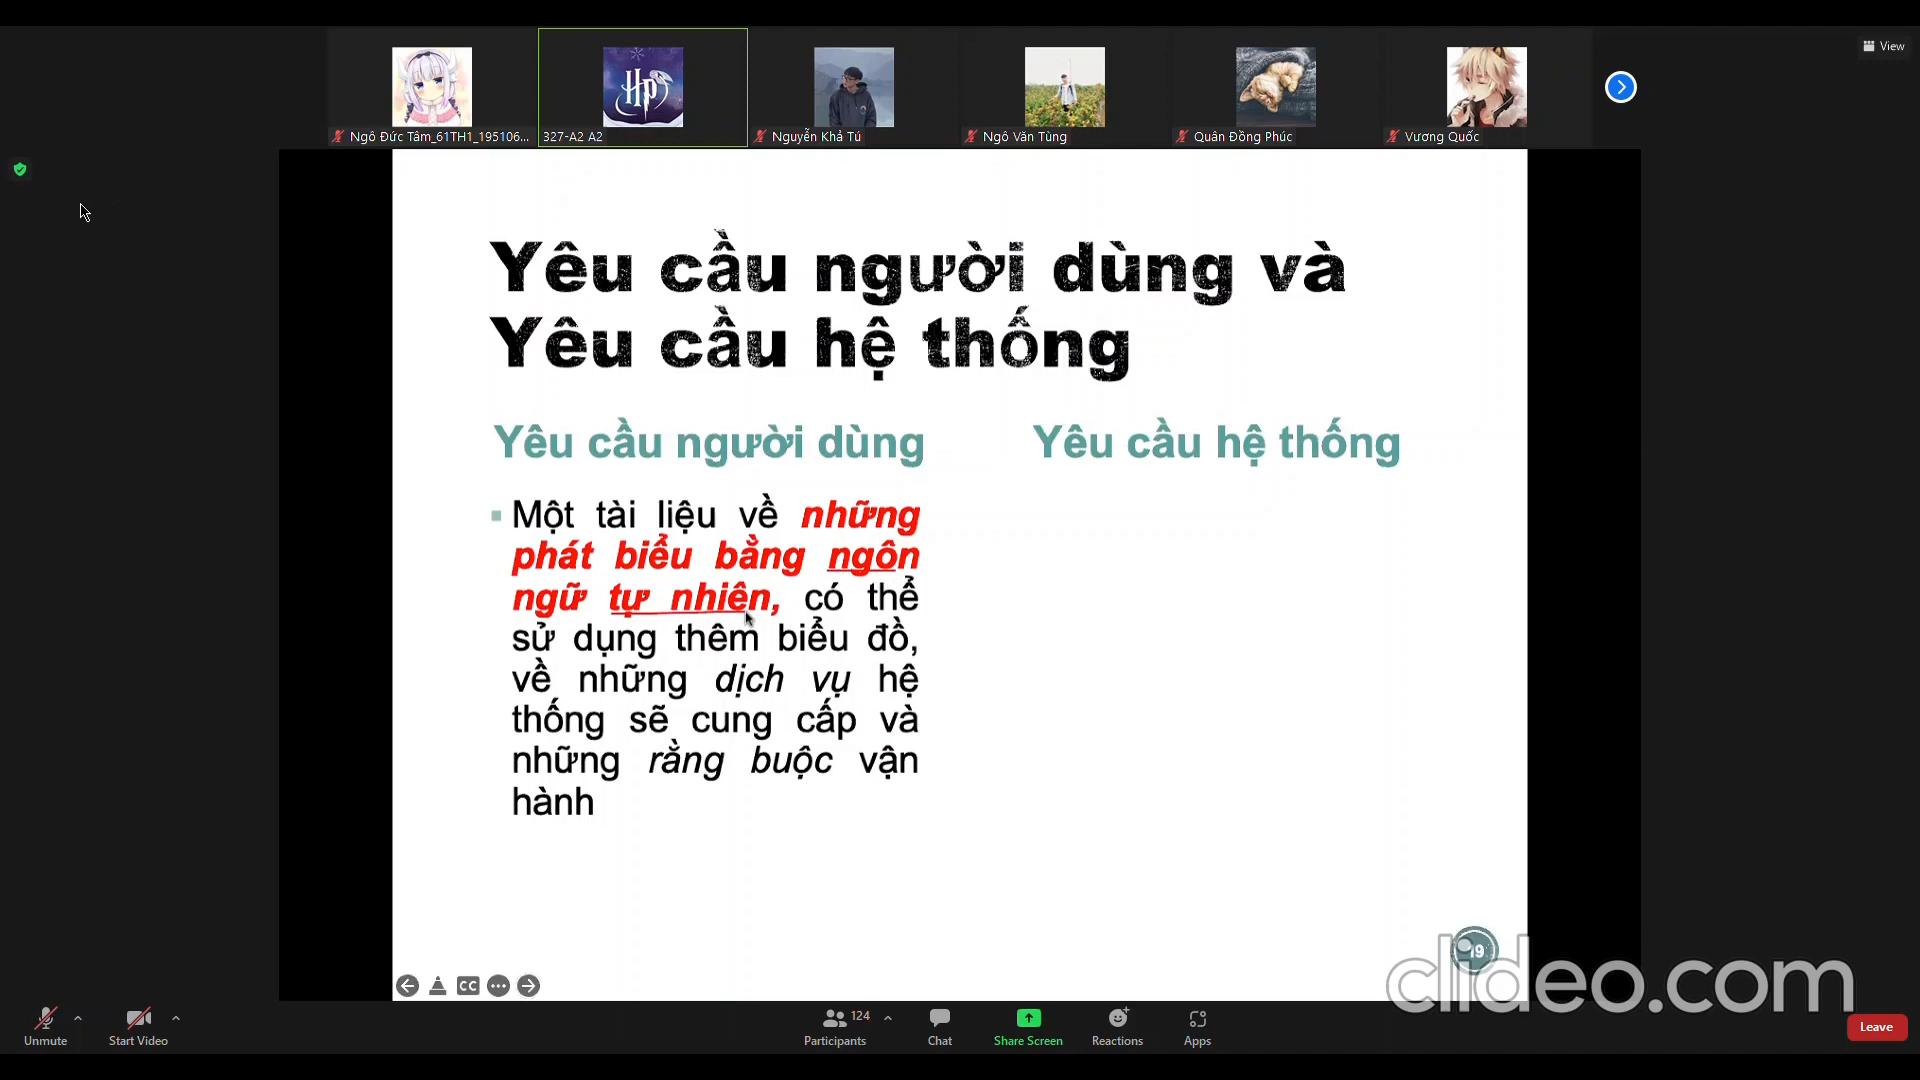 View
Ngô Đức Tâm_61TH1_195106...
327-A2 A2
Nguyễn Khả Tú
Ngô Văn Tùng
Quân Đồng Phúc
Vương Quốc
HP
Yêu cầu người dùng và
Yêu cầu hệ thống
Yêu cầu người dùng
Một tài liệu về những
phát biểu bằng ngôn
ngữ tự nhiên, có thể
sử dụng thêm biểu đồ,
về những dịch vụ hệ
thống sẽ cung cấp và
những rằng buộc vận
hành
Yêu cầu hệ thống
19
clideo.com
CC
Unmute
Start Video
Participants
124
Chat
Share Screen
Reactions
Apps
Leave